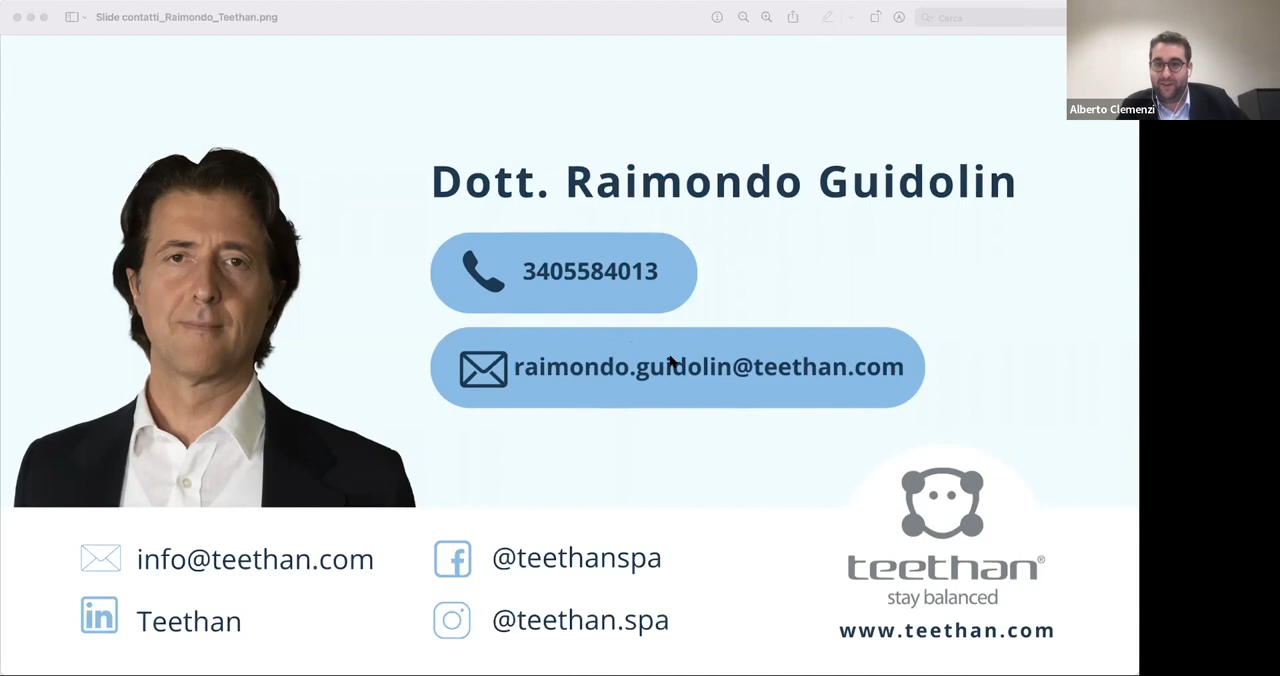 Slide contatti_Raimondo_Teethan.png
Cerca
Alberto Clemenzi
Dott. Raimondo Guidolin
3405584013
raimondo.guidolin@teethan.com
info@teethan.com
@teethanspa
Teethan
@teethan.spa
teethan®
stay balanced
www.teethan.com